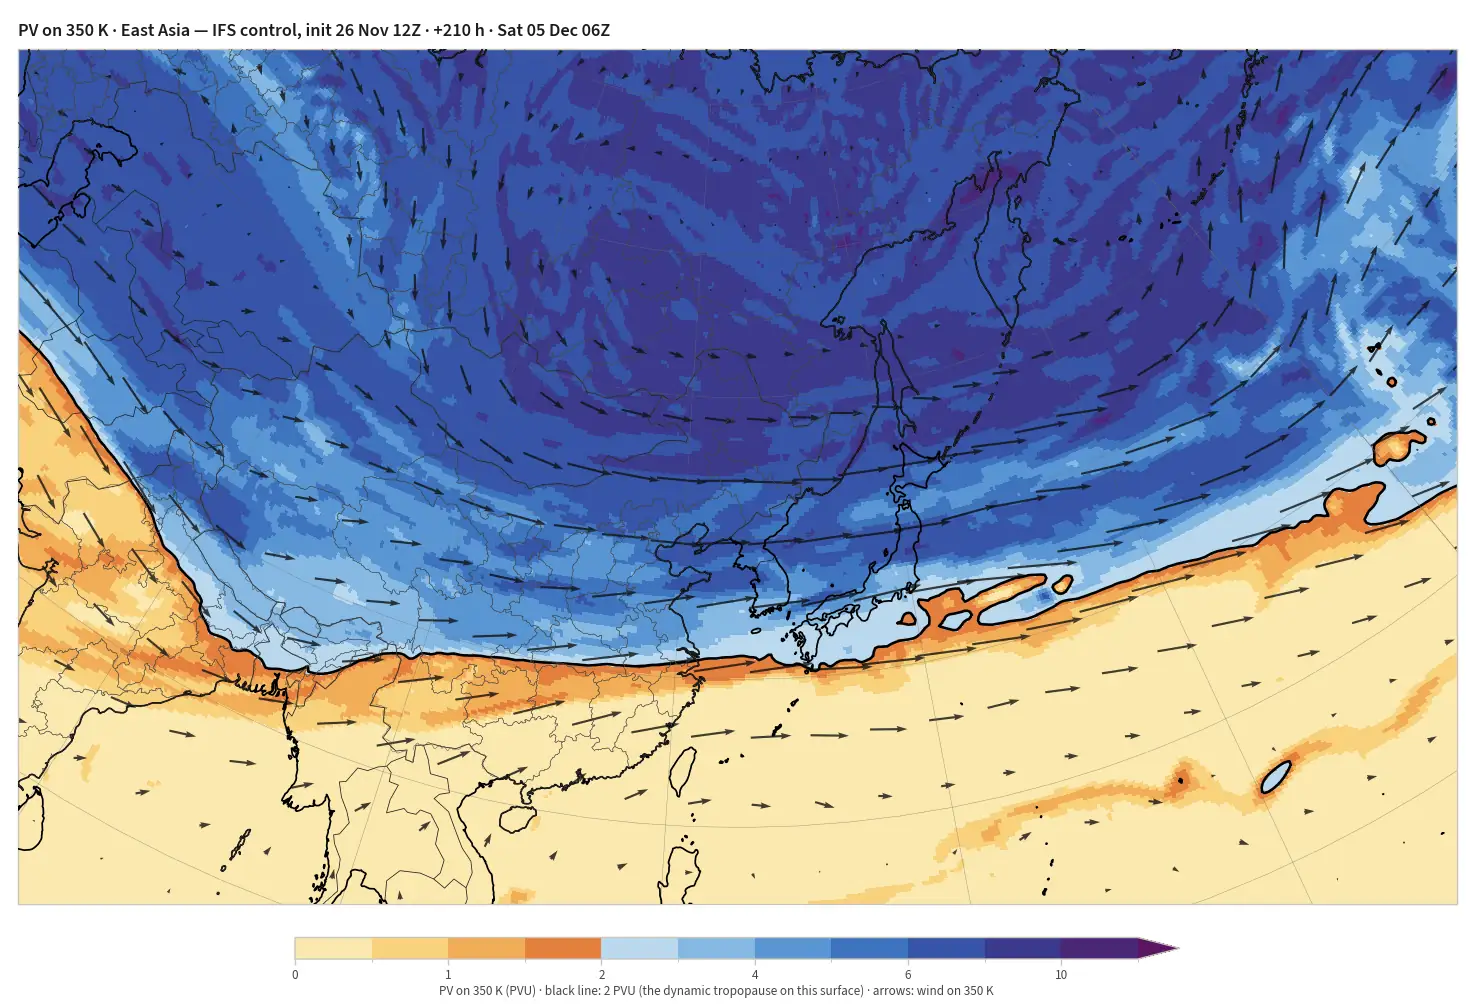 PV on 350 K · East Asia — IFS control, init 26 Nov 12Z · +210 h · Sat 05 Dec 06Z
0 1 2 4 6 10
PV on 350 K (PVU) · black line: 2 PVU (the dynamic tropopause on this surface) · arrows: wind on 350 K